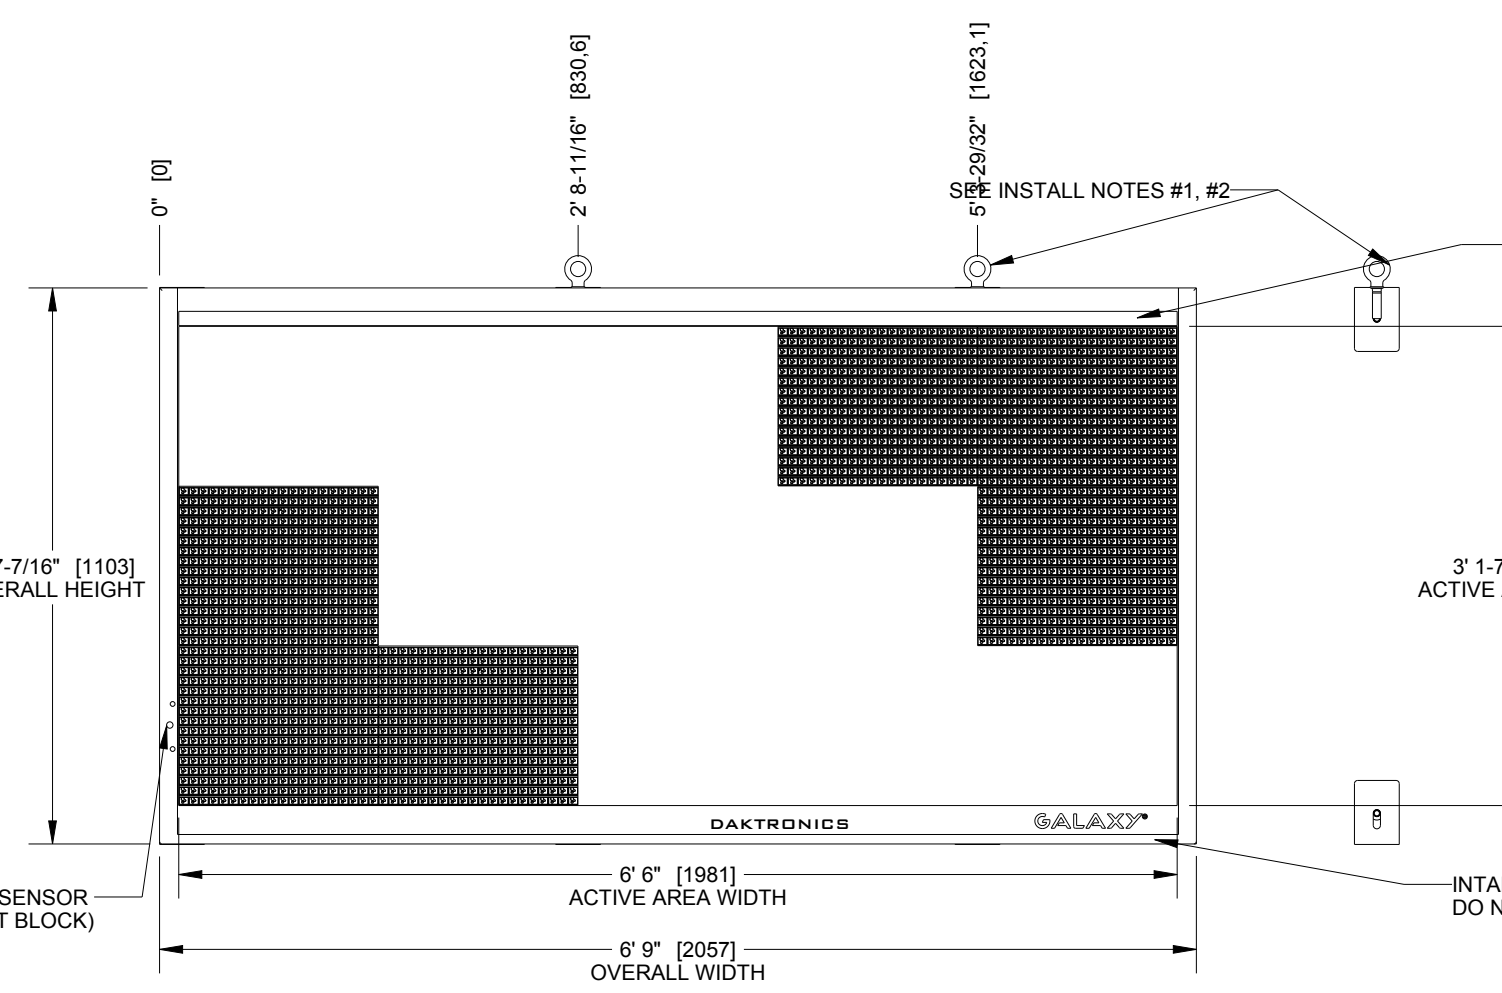 0" [0]
2' 8-11/16" [830,6]
5' 3-29/32" [1623,1]
SEE INSTALL NOTES #1, #2
7-7/16" [1103]
ERALL HEIGHT
3' 1-7
ACTIVE
DAKTRONICS
GALAXY
6' 6" [1981]
ACTIVE AREA WIDTH
SENSOR
T BLOCK)
INTA
DO N
6' 9" [2057]
OVERALL WIDTH